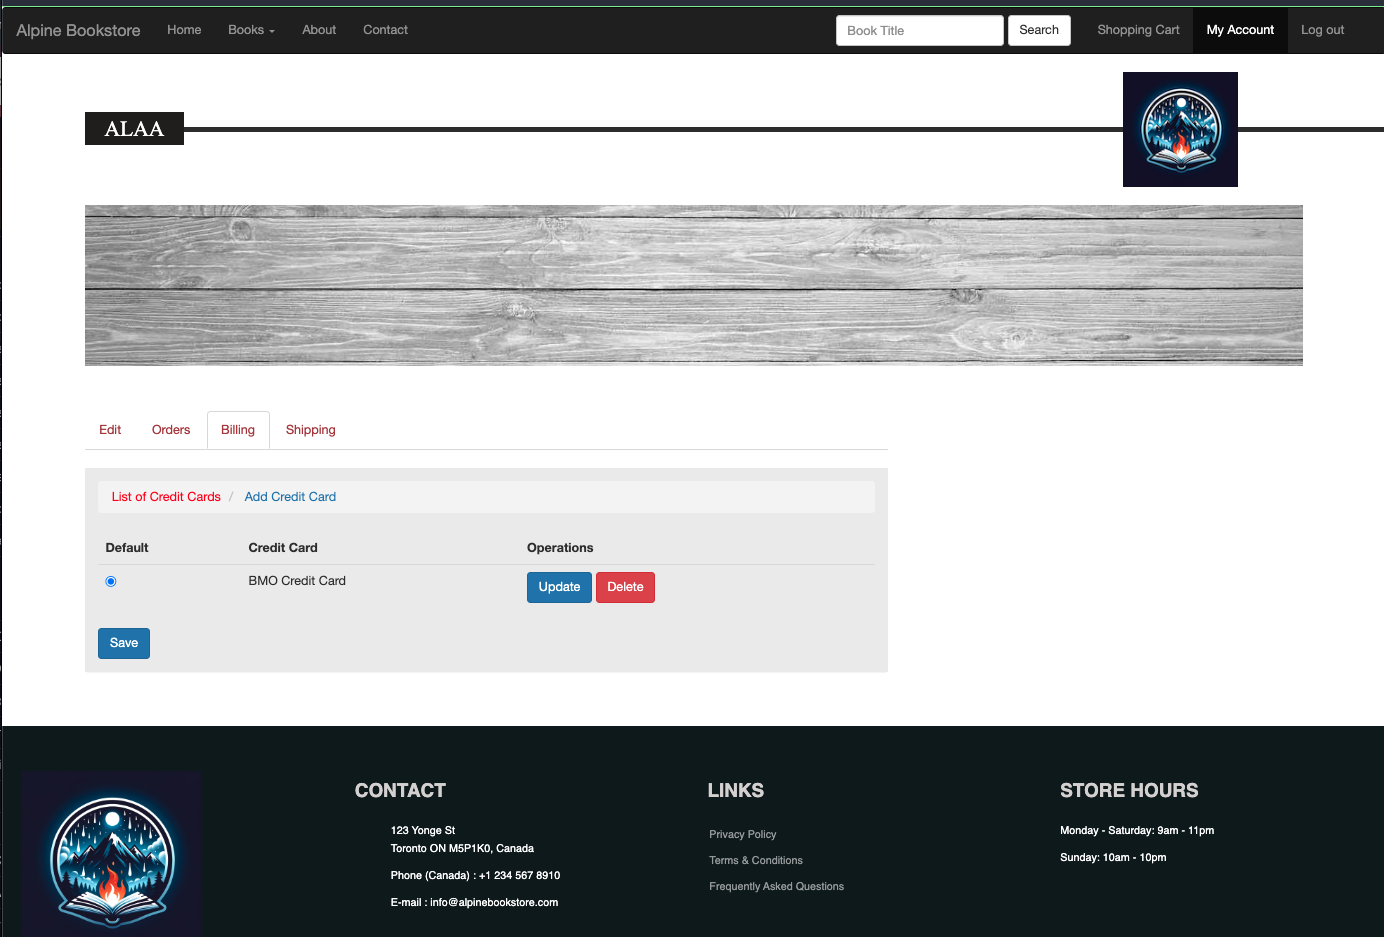 Alpine Bookstore Home Books About Contact Book Title Search Shopping Cart My Account Log out
ALAA
Edit Orders Billing Shipping
List of Credit Cards / Add Credit Card
Default Credit Card Operations
BMO Credit Card Update Delete
Save
CONTACT
123 Yonge St
Toronto ON M5P1K0, Canada
Phone (Canada) : +1 234 567 8910
E-mail : info@alpinebookstore.com
LINKS
Privacy Policy
Terms & Conditions
Frequently Asked Questions
STORE HOURS
Monday - Saturday: 9am - 11pm
Sunday: 10am - 10pm